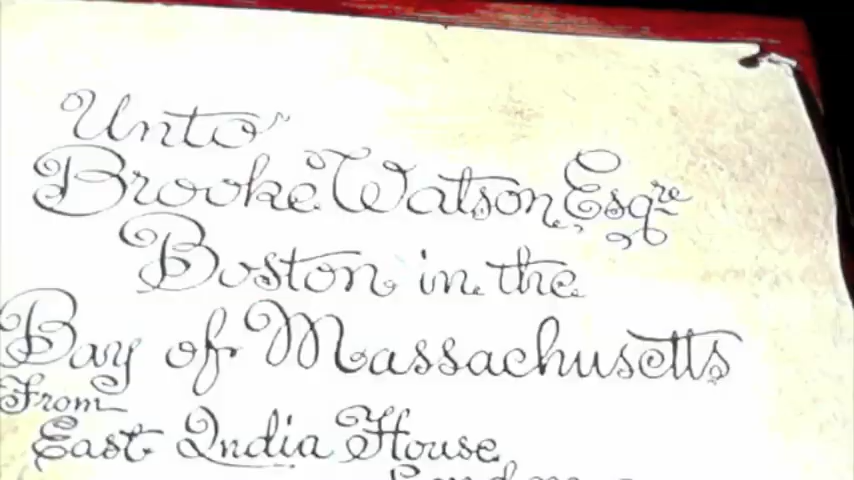 Unto
Brooke Watson, Esqre
Boston in the
Bay of Massachusetts
From
East India House